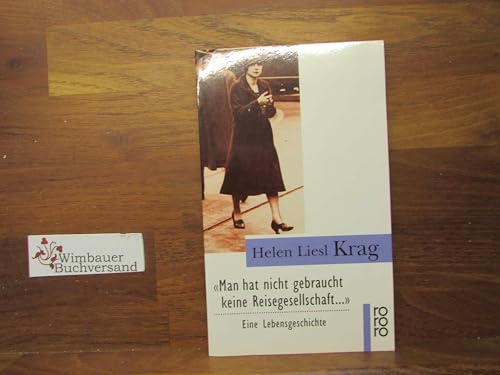 Wimbauer
Buchversand
Helen Liesl Krag
«Man hat nicht gebraucht
keine Reisegesellschaft...»
Eine Lebensgeschichte
ro
ro
ro